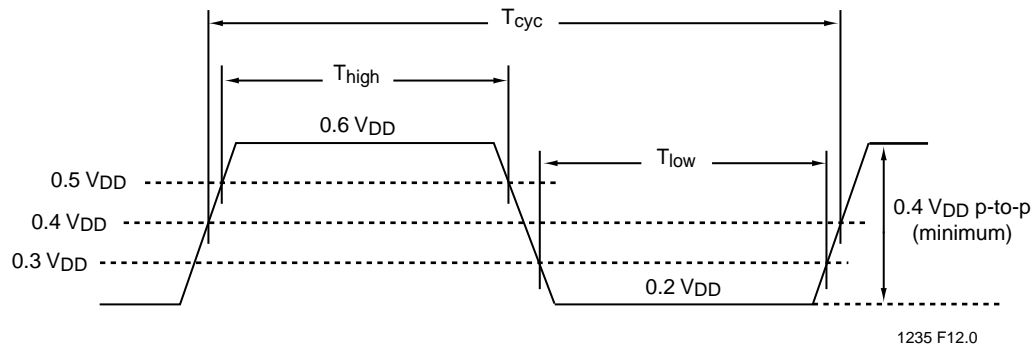 Tcyc
Thigh
0.6 VDD
Tlow
0.5 VDD
0.4 VDD
0.4 VDD p-to-p
(minimum)
0.3 VDD
0.2 VDD
1235 F12.0